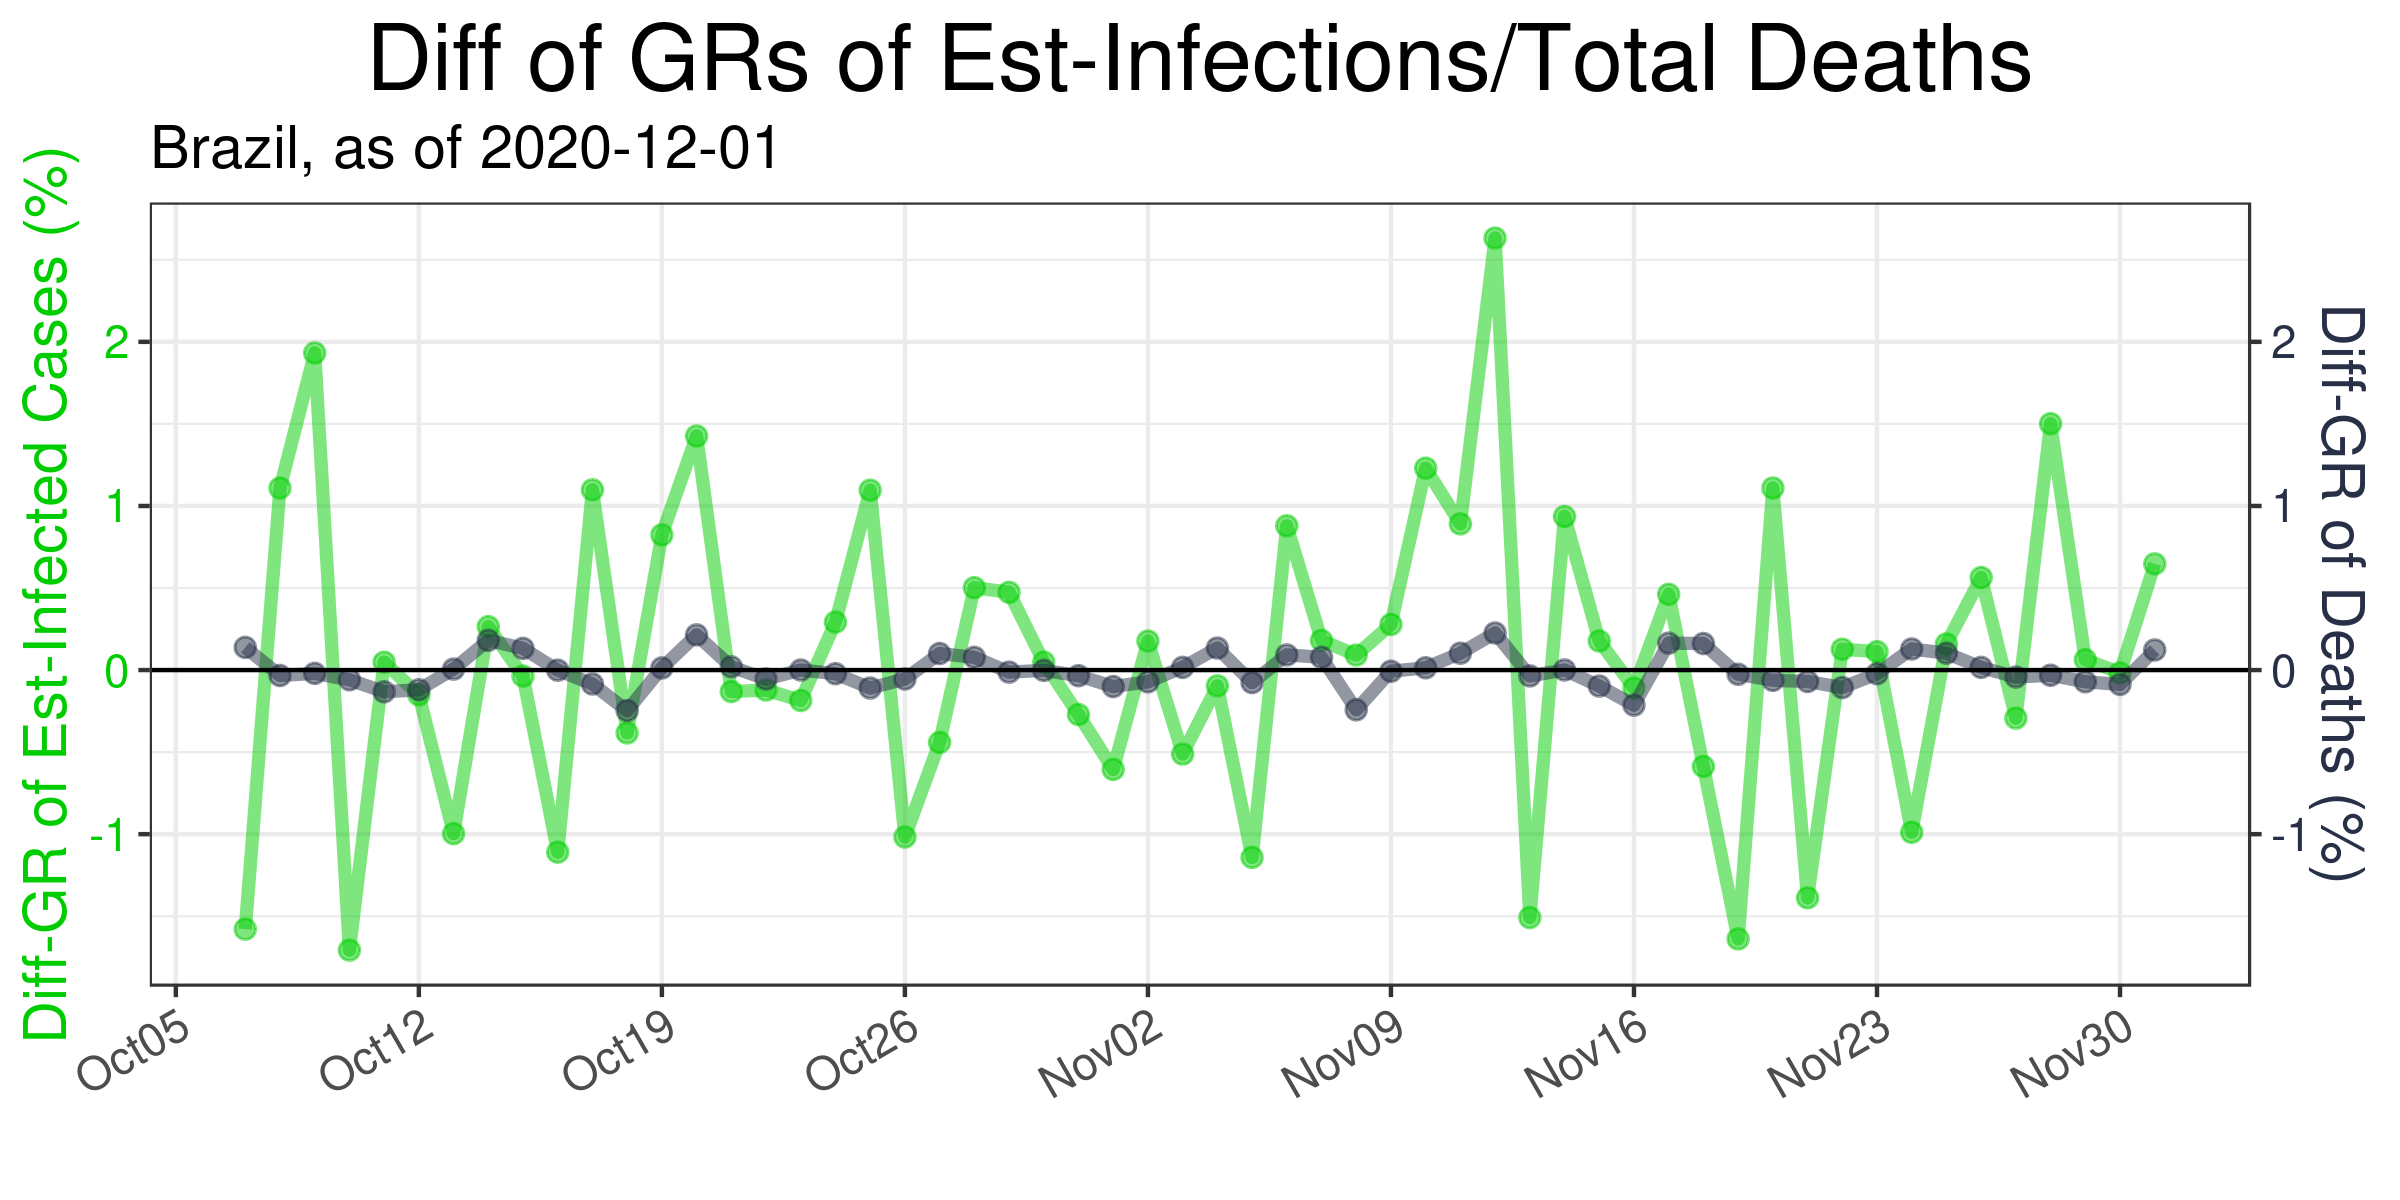 Diff of GRs of Est-Infections/Total Deaths
Brazil, as of 2020-12-01
Diff-GR of Est-Infected Cases (%)
2
1
0
-1
2
1
0
-1
Diff-GR of Deaths (%)
Oct05
Oct12
Oct19
Oct26
Nov02
Nov09
Nov16
Nov23
Nov30